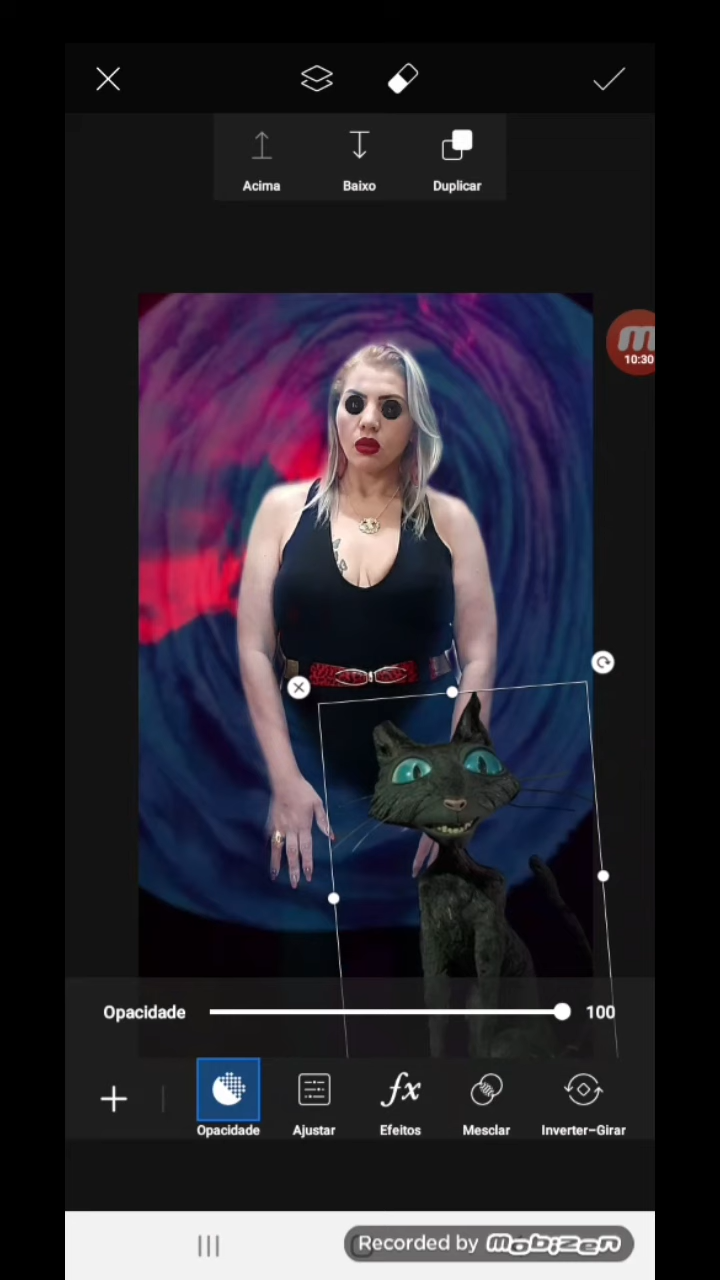 Acima
Baixo
Duplicar
10:30
Opacidade
100
Opacidade
Ajustar
Efeitos
Mesclar
Inverter-Girar
Recorded by mobizen